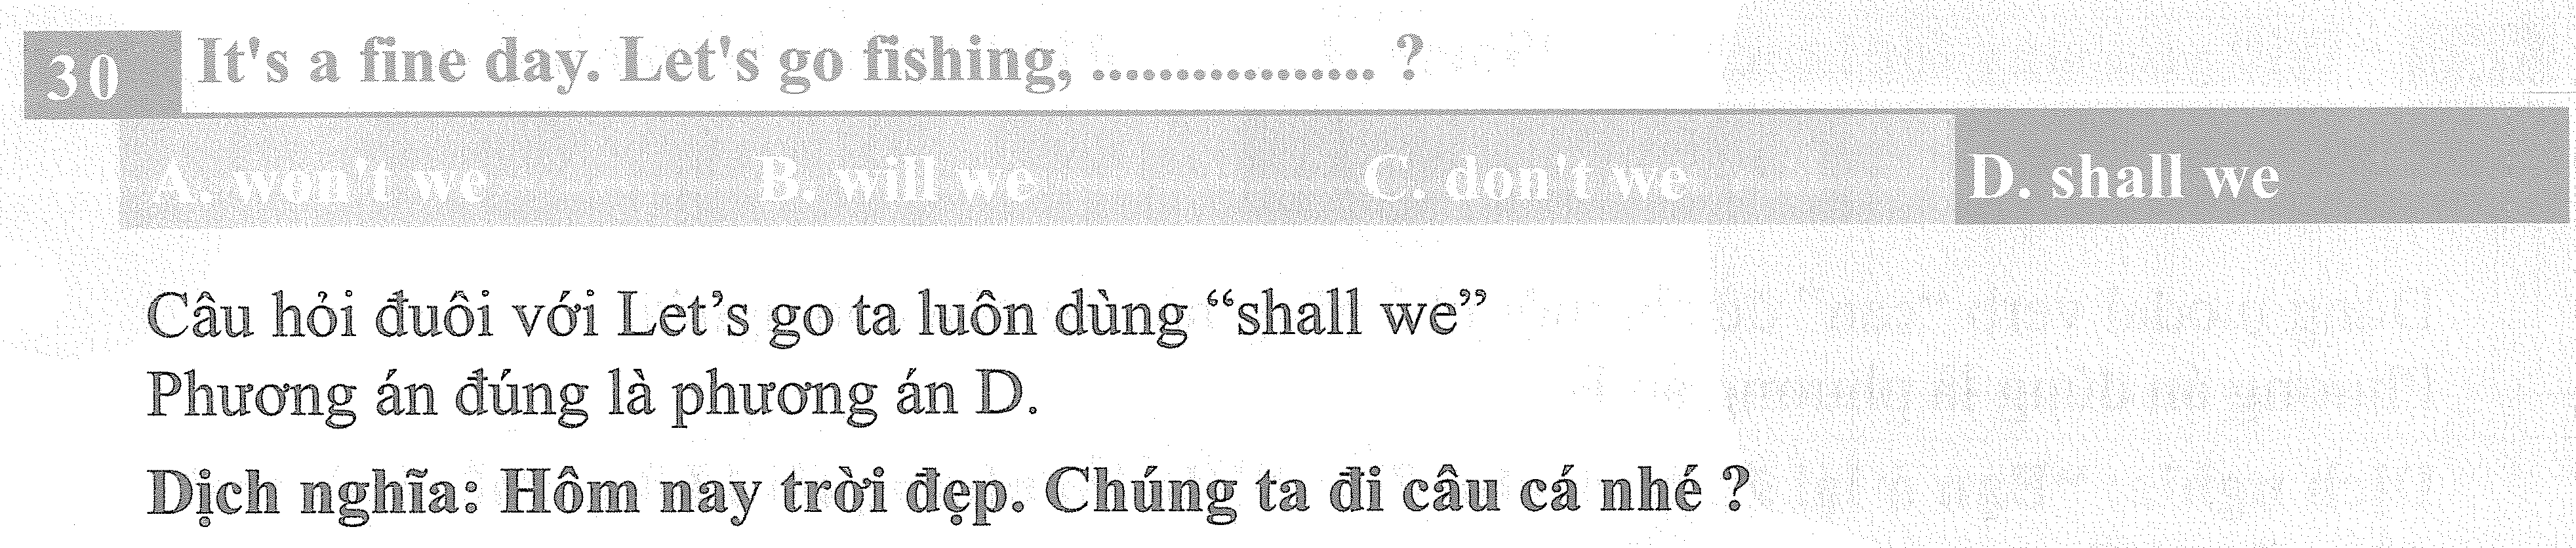 30 It's a fine day. Let's go fishing, ................. ?
A. won't we B. will we C. don't we D. shall we
Câu hỏi đuôi với Let’s go ta luôn dùng “shall we”
Phương án đúng là phương án D.
Dịch nghĩa: Hôm nay trời đẹp. Chúng ta đi câu cá nhé ?